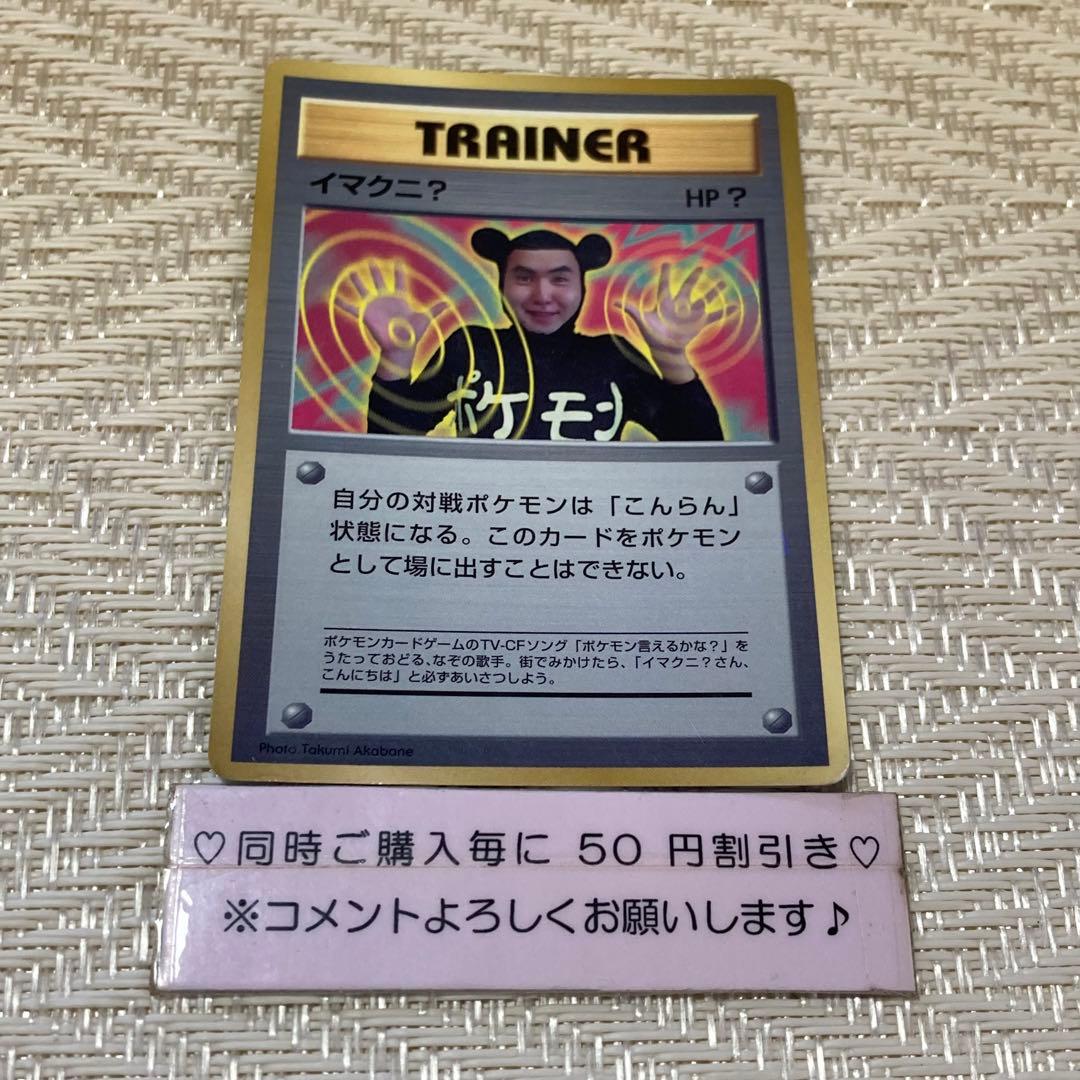 TRAINER
イマクニ? HP ?
ポケモン
自分の対戦ポケモンは「こんらん」
状態になる。このカードをポケモン
として場に出すことはできない。
ポケモンカードゲームのTV-CFソング「ポケモン言えるかな?」を
うたっておどる、なぞの歌手。街でみかけたら、「イマクニ?さん、
こんにちは」と必ずあいさつしよう。
Photo.Takumi Akabane
♡同時ご購入毎に 50 円割引き♡
※コメントよろしくお願いします♪